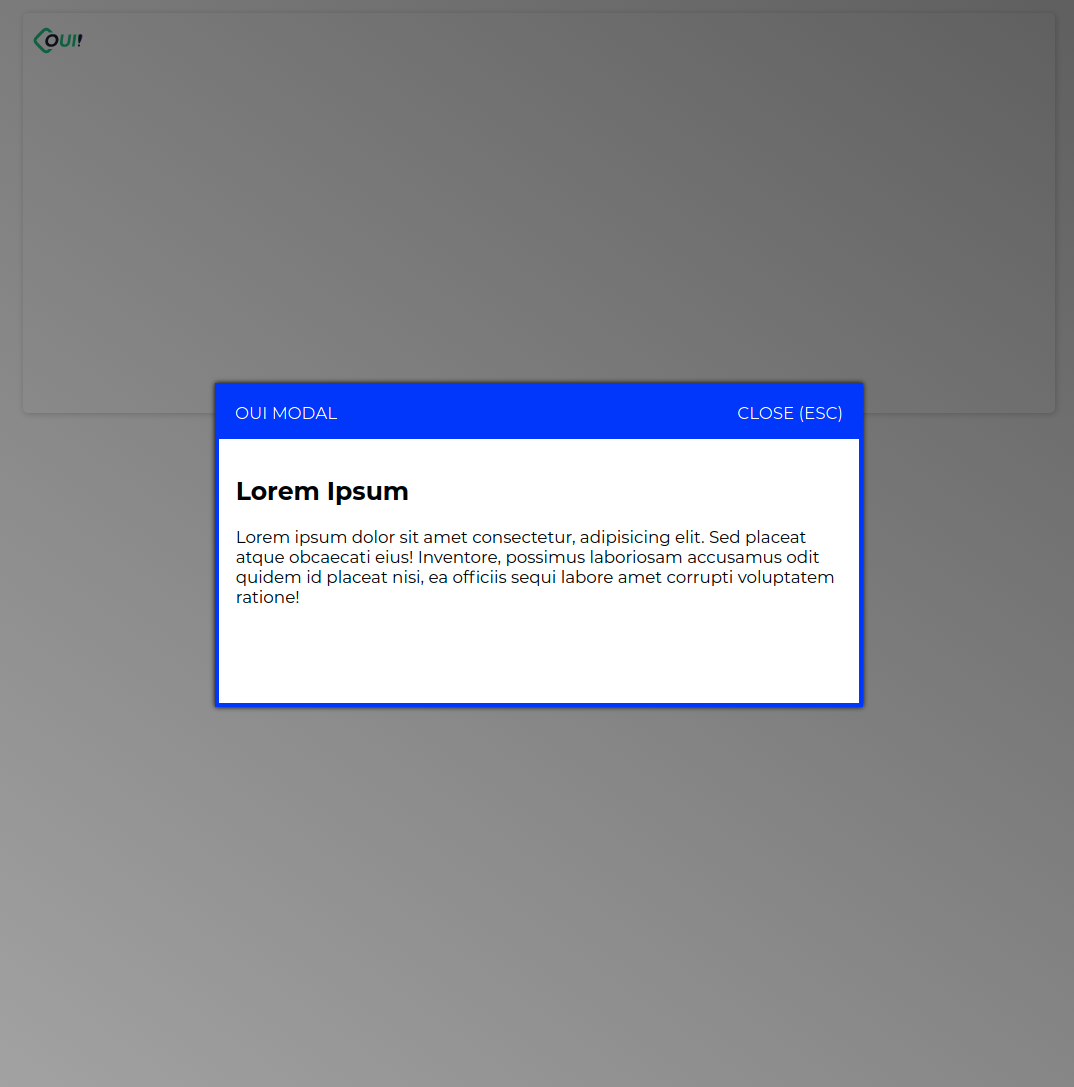 OUI!
OUI MODAL
CLOSE (ESC)
Lorem Ipsum
Lorem ipsum dolor sit amet consectetur, adipisicing elit. Sed placeat
atque obcaecati eius! Inventore, possimus laboriosam accusamus odit
quidem id placeat nisi, ea officiis sequi labore amet corrupti voluptatem
ratione!